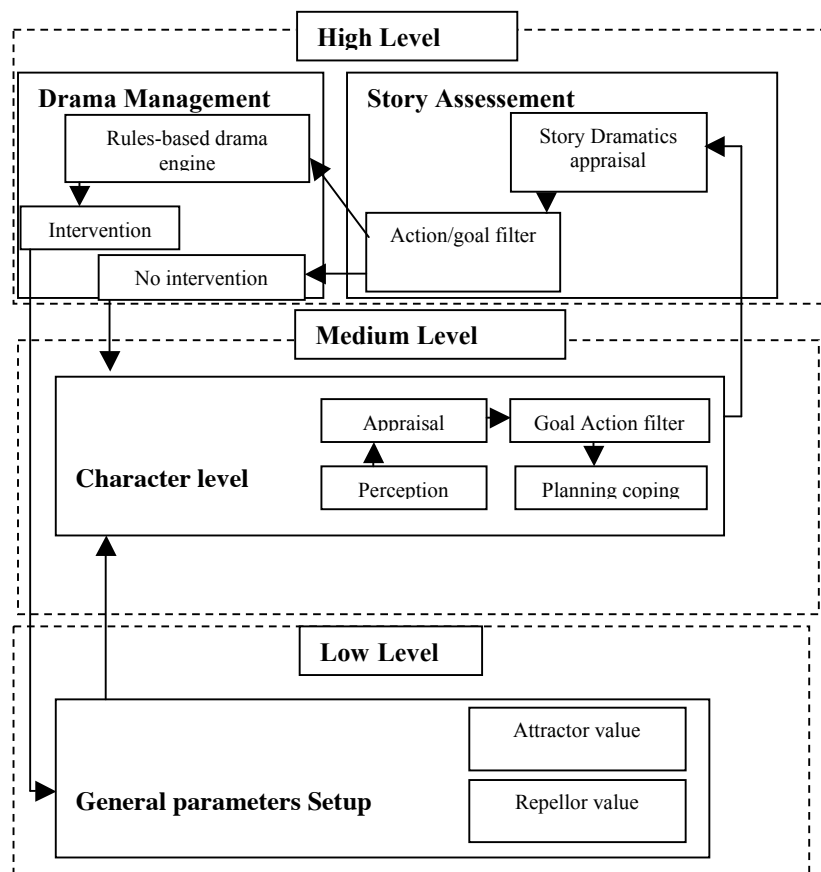 High Level
Drama Management
Rules-based drama
engine
Intervention
No intervention
Story Assessement
Story Dramatics
appraisal
Action/goal filter
Medium Level
Character level
Appraisal
Goal Action filter
Perception
Planning coping
Low Level
General parameters Setup
Attractor value
Repellor value